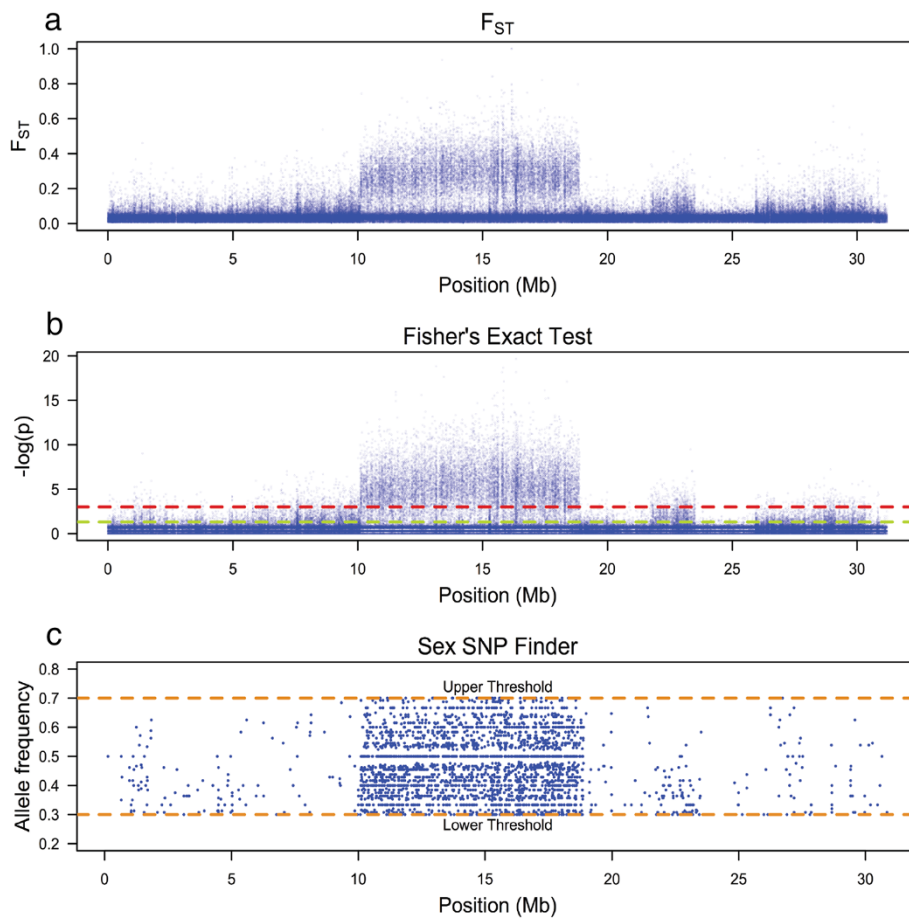 a
F_ST
F_ST
1.0
0.8
0.6
0.4
0.2
0.0
0 5 10 15 20 25 30
Position (Mb)
b
Fisher's Exact Test
-log(p)
20
15
10
5
0
0 5 10 15 20 25 30
Position (Mb)
c
Sex SNP Finder
Allele frequency
0.8
0.7
Upper Threshold
0.6
0.5
0.4
0.3
Lower Threshold
0.2
0 5 10 15 20 25 30
Position (Mb)